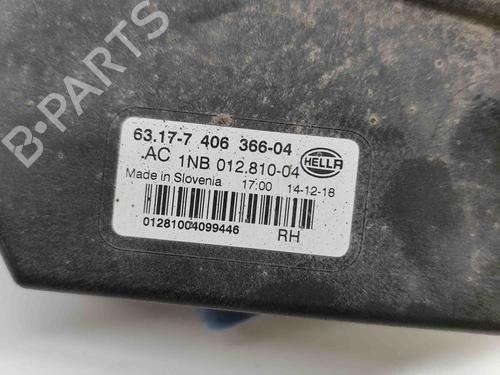 63.17-7 406 366-04
AC 1NB 012.810-04
HELLA
Made in Slovenia 17:00 14-12-18
01281004099446
RH
B-PARTS